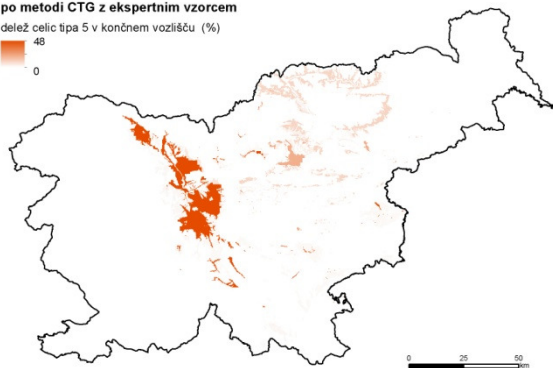 po metodi CTG z ekspertnim vzorcem
delež celic tipa 5 v končnem vozlišču (%)
48
0
0 25 50
km